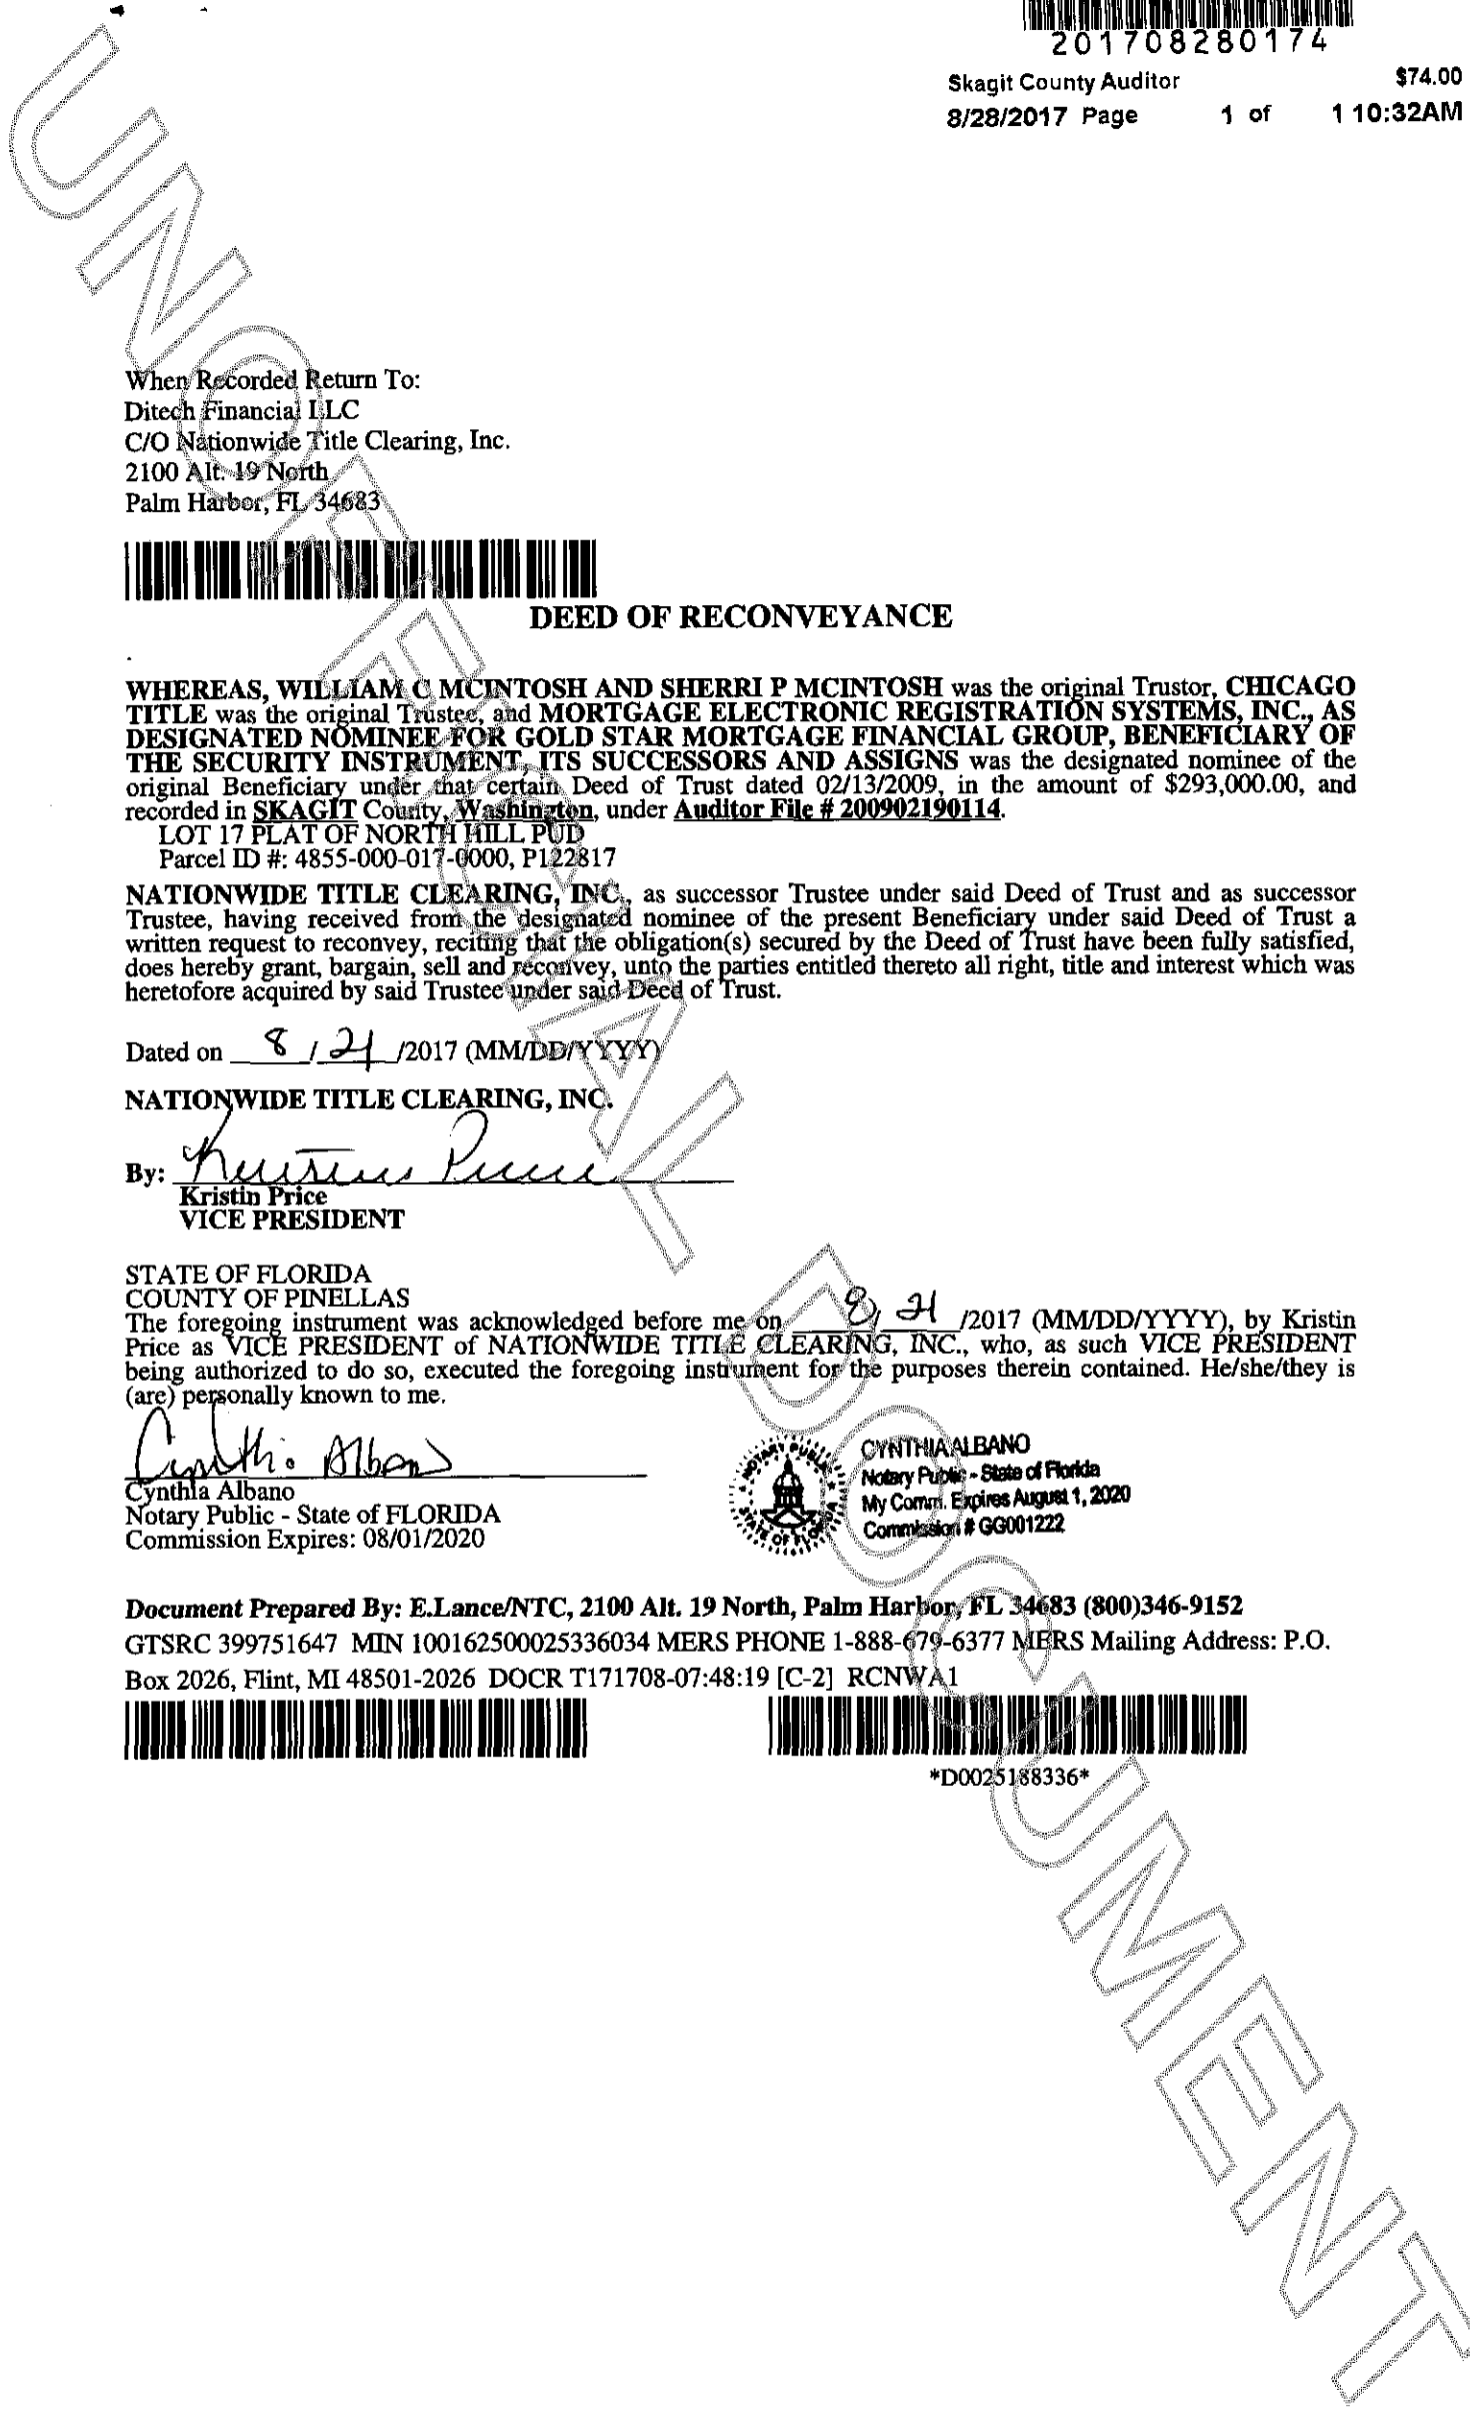 201708280174
Skagit County Auditor $74.00
8/28/2017 Page 1 of 1 10:32AM
When Recorded Return To:
Ditech Financial LLC
C/O Nationwide Title Clearing, Inc.
2100 Alt. 19 North
Palm Harbor, FL 34683
DEED OF RECONVEYANCE
WHEREAS, WILLIAM C MCINTOSH AND SHERRI P MCINTOSH was the original Trustor, CHICAGO
TITLE was the original Trustee, and MORTGAGE ELECTRONIC REGISTRATION SYSTEMS, INC., AS
DESIGNATED NOMINEE FOR GOLD STAR MORTGAGE FINANCIAL GROUP, BENEFICIARY OF
THE SECURITY INSTRUMENT, ITS SUCCESSORS AND ASSIGNS was the designated nominee of the
original Beneficiary under that certain Deed of Trust dated 02/13/2009, in the amount of $293,000.00, and
recorded in SKAGIT County, Washington, under Auditor File # 200902190114.
LOT 17 PLAT OF NORTH HILL PUD
Parcel ID #: 4855-000-017-0000, P122817
NATIONWIDE TITLE CLEARING, INC., as successor Trustee under said Deed of Trust and as successor
Trustee, having received from the designated nominee of the present Beneficiary under said Deed of Trust a
written request to reconvey, reciting that the obligation(s) secured by the Deed of Trust have been fully satisfied,
does hereby grant, bargain, sell and reconvey, unto the parties entitled thereto all right, title and interest which was
heretofore acquired by said Trustee under said Deed of Trust.
Dated on 8 / 21 /2017 (MM/DD/YYYY)
NATIONWIDE TITLE CLEARING, INC.
By:
Kristin Price
VICE PRESIDENT
STATE OF FLORIDA
COUNTY OF PINELLAS
The foregoing instrument was acknowledged before me on 8 / 21 /2017 (MM/DD/YYYY), by Kristin
Price as VICE PRESIDENT of NATIONWIDE TITLE CLEARING, INC., who, as such VICE PRESIDENT
being authorized to do so, executed the foregoing instrument for the purposes therein contained. He/she/they is
(are) personally known to me.
Cynthia Albano
Cynthia Albano
Notary Public - State of FLORIDA
Commission Expires: 08/01/2020
NOTARY PUBLIC
STATE OF FLORIDA
CYNTHIA ALBANO
Notary Public - State of Florida
My Comm. Expires August 1, 2020
Commission # GG001222
Document Prepared By: E.Lance/NTC, 2100 Alt. 19 North, Palm Harbor, FL 34683 (800)346-9152
GTSRC 399751647 MIN 100162500025336034 MERS PHONE 1-888-679-6377 MERS Mailing Address: P.O.
Box 2026, Flint, MI 48501-2026 DOCR T171708-07:48:19 [C-2] RCNWA1
*D0025188336*
UNOFFICIAL DOCUMENT